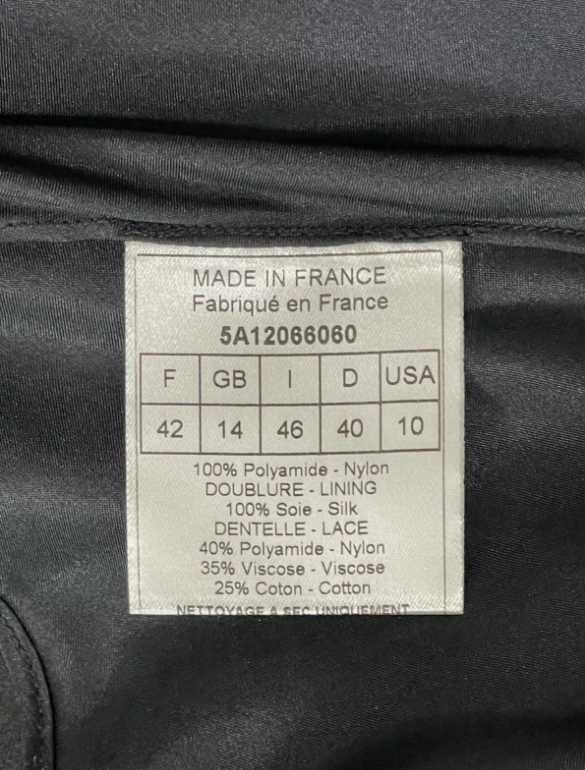 MADE IN FRANCE
Fabriqué en France
5A12066060
F GB I D USA
42 14 46 40 10
100% Polyamide - Nylon
DOUBLURE - LINING
100% Soie - Silk
DENTELLE - LACE
40% Polyamide - Nylon
35% Viscose - Viscose
25% Coton - Cotton
NETTOYAGE A SEC UNIQUEMENT